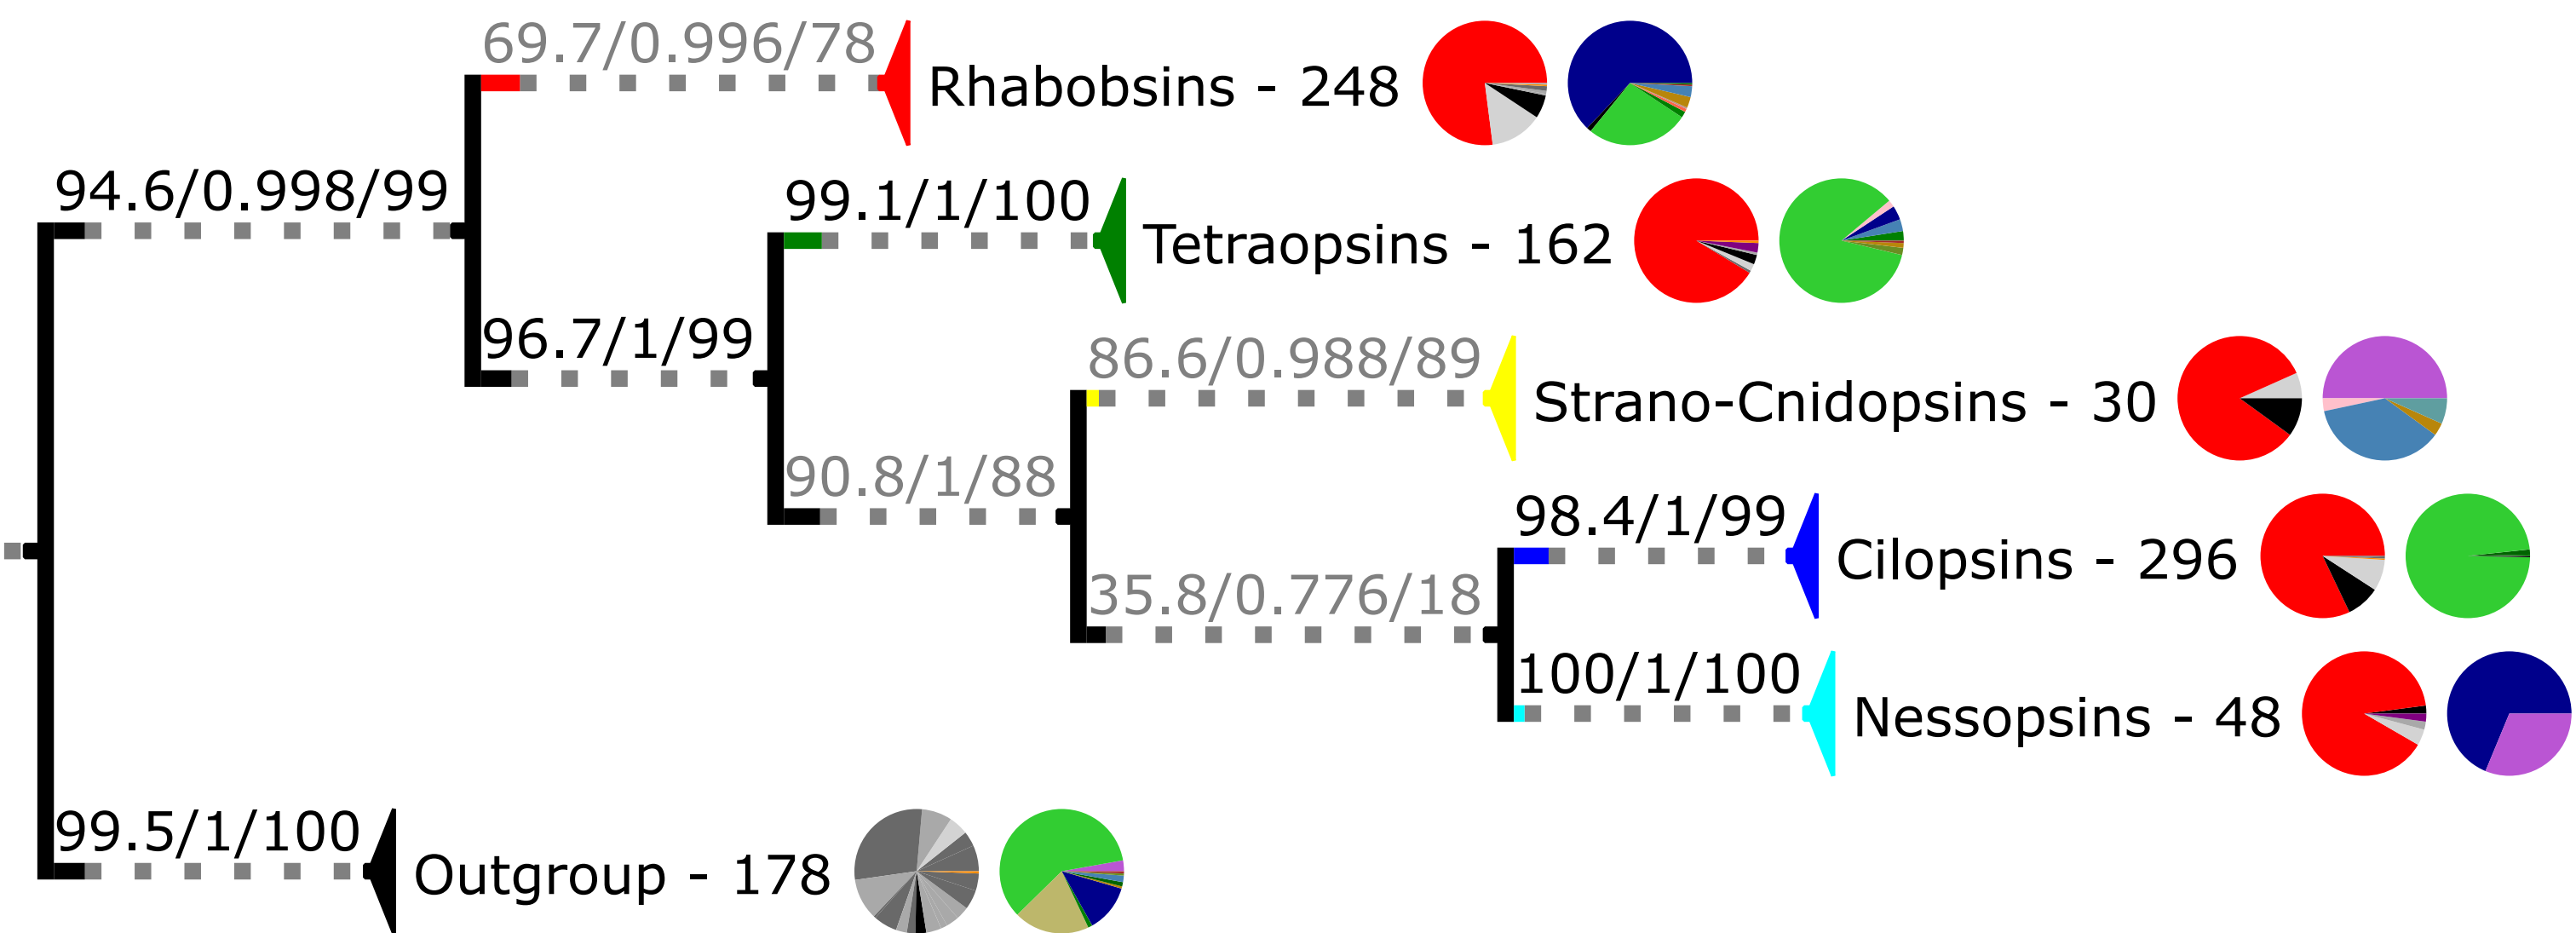 69.7/0.996/78
Rhabobsins - 248
94.6/0.998/99
99.1/1/100
Tetraopsins - 162
96.7/1/99
86.6/0.988/89
Strano-Cnidopsins - 30
90.8/1/88
98.4/1/99
Cilopsins - 296
35.8/0.776/18
100/1/100
Nessopsins - 48
99.5/1/100
Outgroup - 178